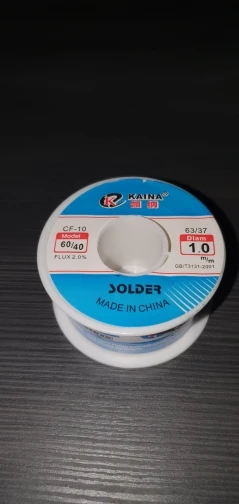 KAINA
CF-10
Model
60/40
FLUX 2.0%
63/37
Diam
1.0
m/m
GB/T3131-2001
SOLDER
MADE IN CHINA